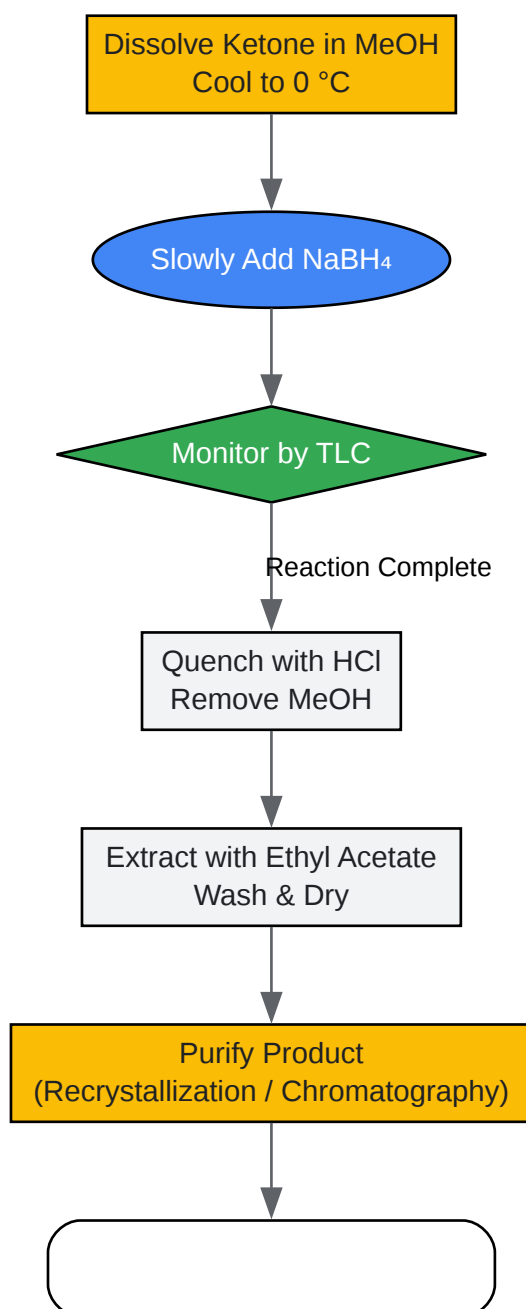 Dissolve Ketone in MeOH
Cool to 0 °C
Slowly Add NaBH₄
Monitor by TLC
Reaction Complete
Quench with HCl
Remove MeOH
Extract with Ethyl Acetate
Wash & Dry
Purify Product
(Recrystallization / Chromatography)